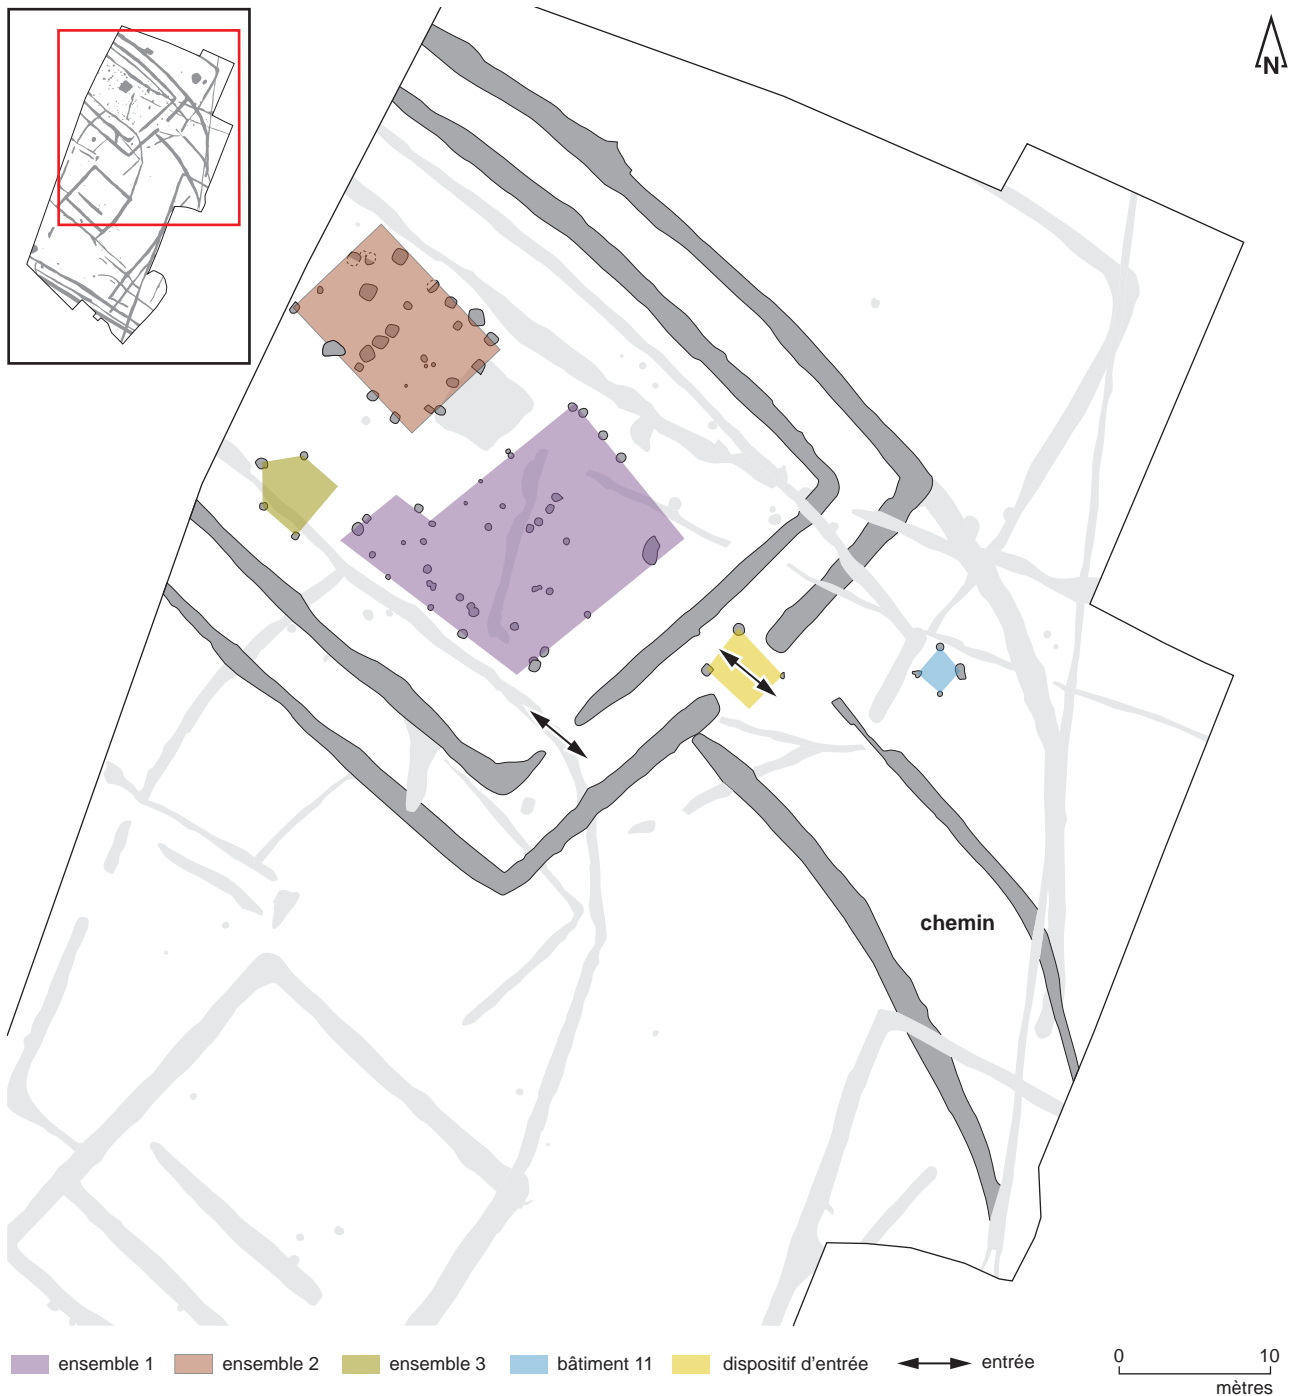 N
chemin
ensemble 1
ensemble 2
ensemble 3
bâtiment 11
dispositif d'entrée
entrée
0 10
mètres